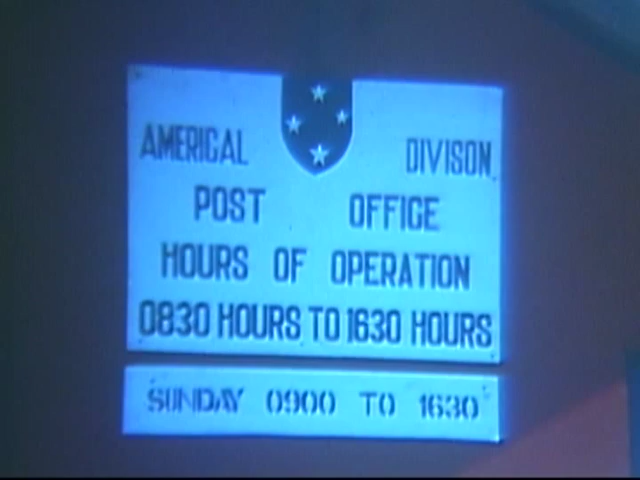 AMERICAL DIVISON
POST OFFICE
HOURS OF OPERATION
0830 HOURS TO 1630 HOURS
SUNDAY 0900 TO 1630